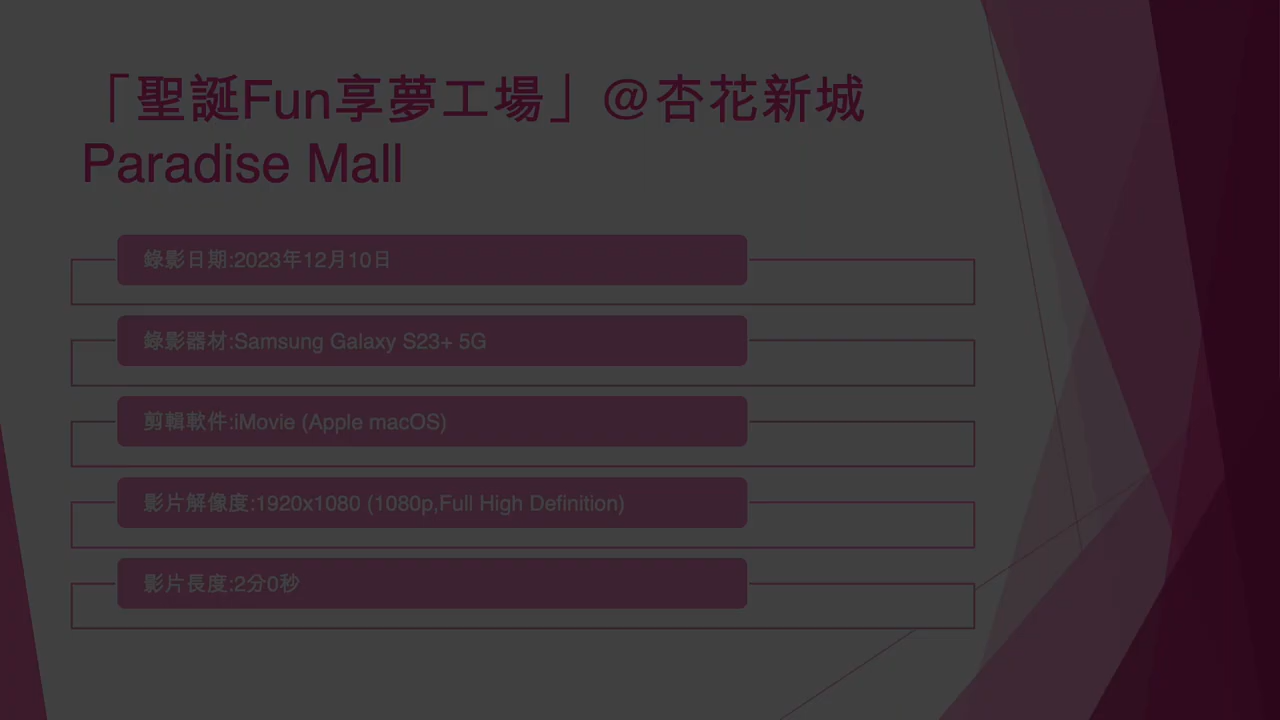 「聖誕Fun享夢工場」@杏花新城
Paradise Mall
錄影日期:2023年12月10日
錄影器材:Samsung Galaxy S23+ 5G
剪輯軟件:iMovie (Apple macOS)
影片解像度:1920x1080 (1080p,Full High Definition)
影片長度:2分0秒